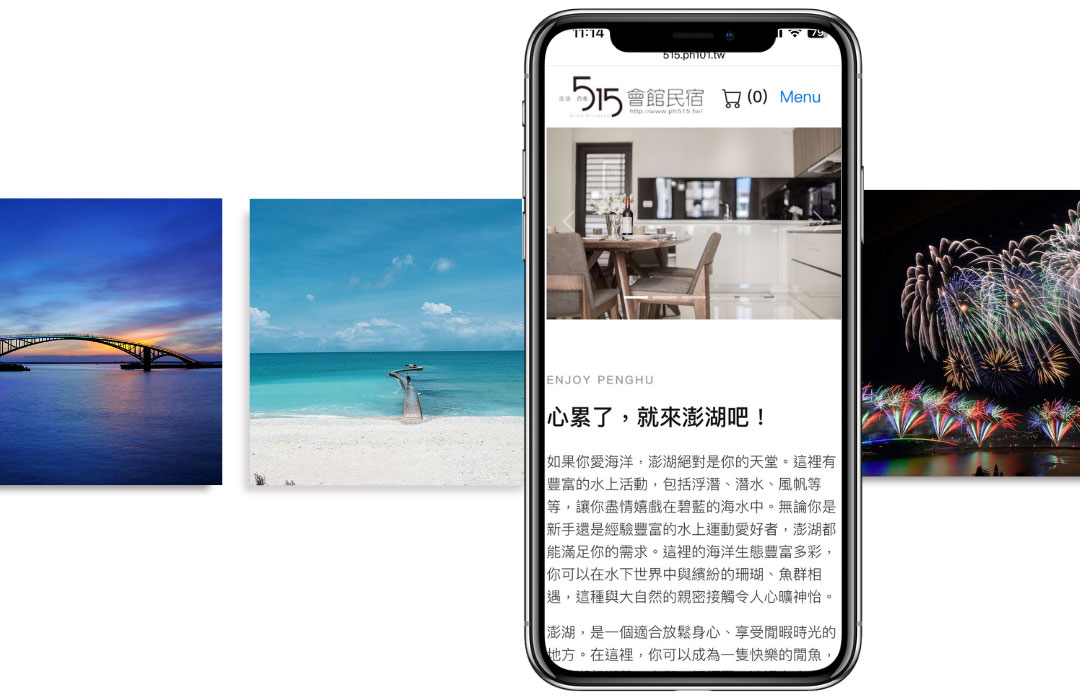 11:14
79
515.ph101.tw
515 會館民宿
http://www.ph515.tw/
(0) Menu
ENJOY PENGHU
心累了，就來澎湖吧！
如果你愛海洋，澎湖絕對是你的天堂。這裡有
豐富的水上活動，包括浮潛、潛水、風帆等
等，讓你盡情嬉戲在碧藍的海水中。無論你是
新手還是經驗豐富的水上運動愛好者，澎湖都
能滿足你的需求。這裡的海洋生態豐富多彩，
你可以在水下世界中與繽紛的珊瑚、魚群相
遇，這種與大自然的親密接觸令人心曠神怡。
澎湖，是一個適合放鬆身心、享受閒暇時光的
地方。在這裡，你可以成為一隻快樂的閒魚，